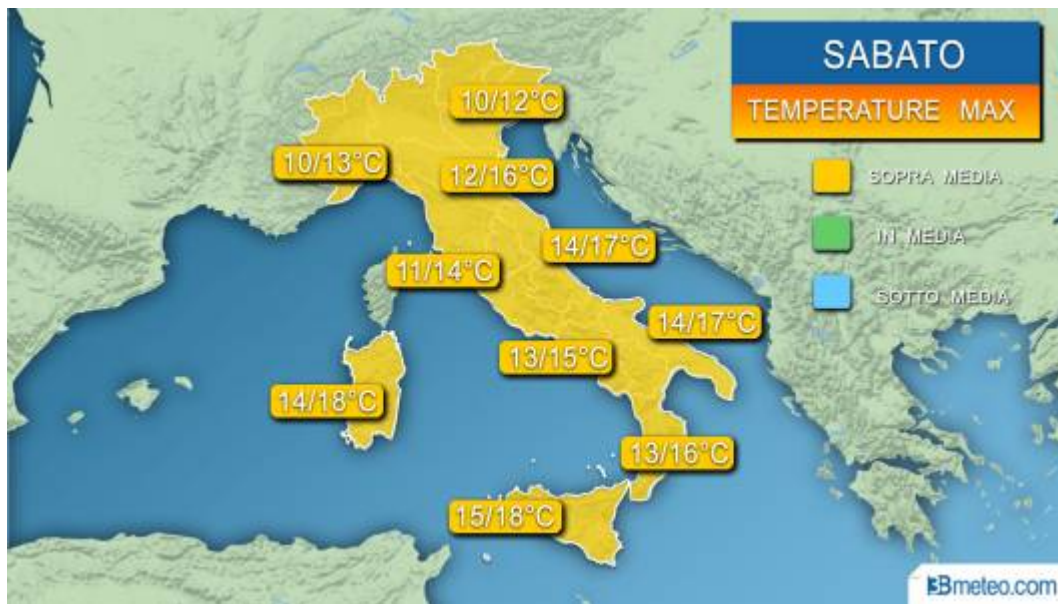 SABATO
TEMPERATURE MAX
SOPRA MEDIA
IN MEDIA
SOTTO MEDIA
10/12°C
10/13°C
12/16°C
14/17°C
11/14°C
14/17°C
13/15°C
14/18°C
13/16°C
15/18°C
3Bmeteo.com